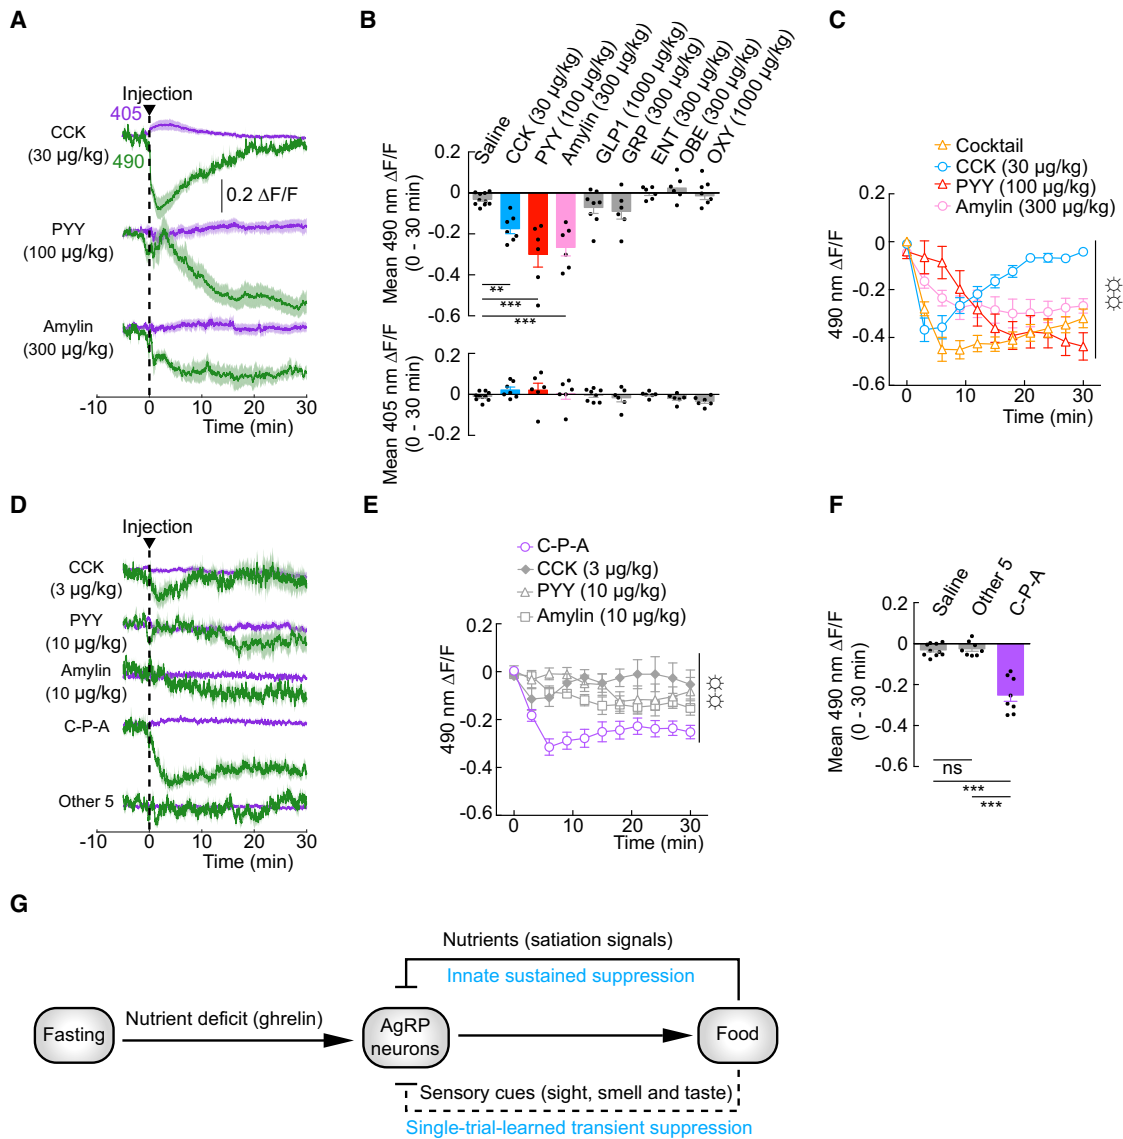 A
Injection
405
490
CCK
(30 µg/kg)
0.2 ΔF/F
PYY
(100 µg/kg)
Amylin
(300 µg/kg)
-10 0 10 20 30
Time (min)
B
Saline
CCK (30 µg/kg)
PYY (100 µg/kg)
Amylin (300 µg/kg)
GLP1 (1000 µg/kg)
GRP (300 µg/kg)
ENT (300 µg/kg)
OBE (300 µg/kg)
OXY (1000 µg/kg)
Mean 490 nm ΔF/F
(0 - 30 min)
0.2
0
-0.2
-0.4
-0.6
**
***
***
Mean 405 nm ΔF/F
(0 - 30 min)
0.2
0
-0.2
C
Cocktail
CCK (30 µg/kg)
PYY (100 µg/kg)
Amylin (300 µg/kg)
490 nm ΔF/F
0.2
0
-0.2
-0.4
-0.6
0 10 20 30
Time (min)
D
Injection
CCK
(3 µg/kg)
PYY
(10 µg/kg)
Amylin
(10 µg/kg)
C-P-A
Other 5
-10 0 10 20 30
Time (min)
E
C-P-A
CCK (3 µg/kg)
PYY (10 µg/kg)
Amylin (10 µg/kg)
490 nm ΔF/F
0.2
0
-0.2
-0.4
-0.6
0 10 20 30
Time (min)
F
Saline
Other 5
C-P-A
Mean 490 nm ΔF/F
(0 - 30 min)
0.2
0
-0.2
-0.4
-0.6
ns
***
***
G
Nutrients (satiation signals)
Innate sustained suppression
Fasting
Nutrient deficit (ghrelin)
AgRP
neurons
Food
Sensory cues (sight, smell and taste)
Single-trial-learned transient suppression